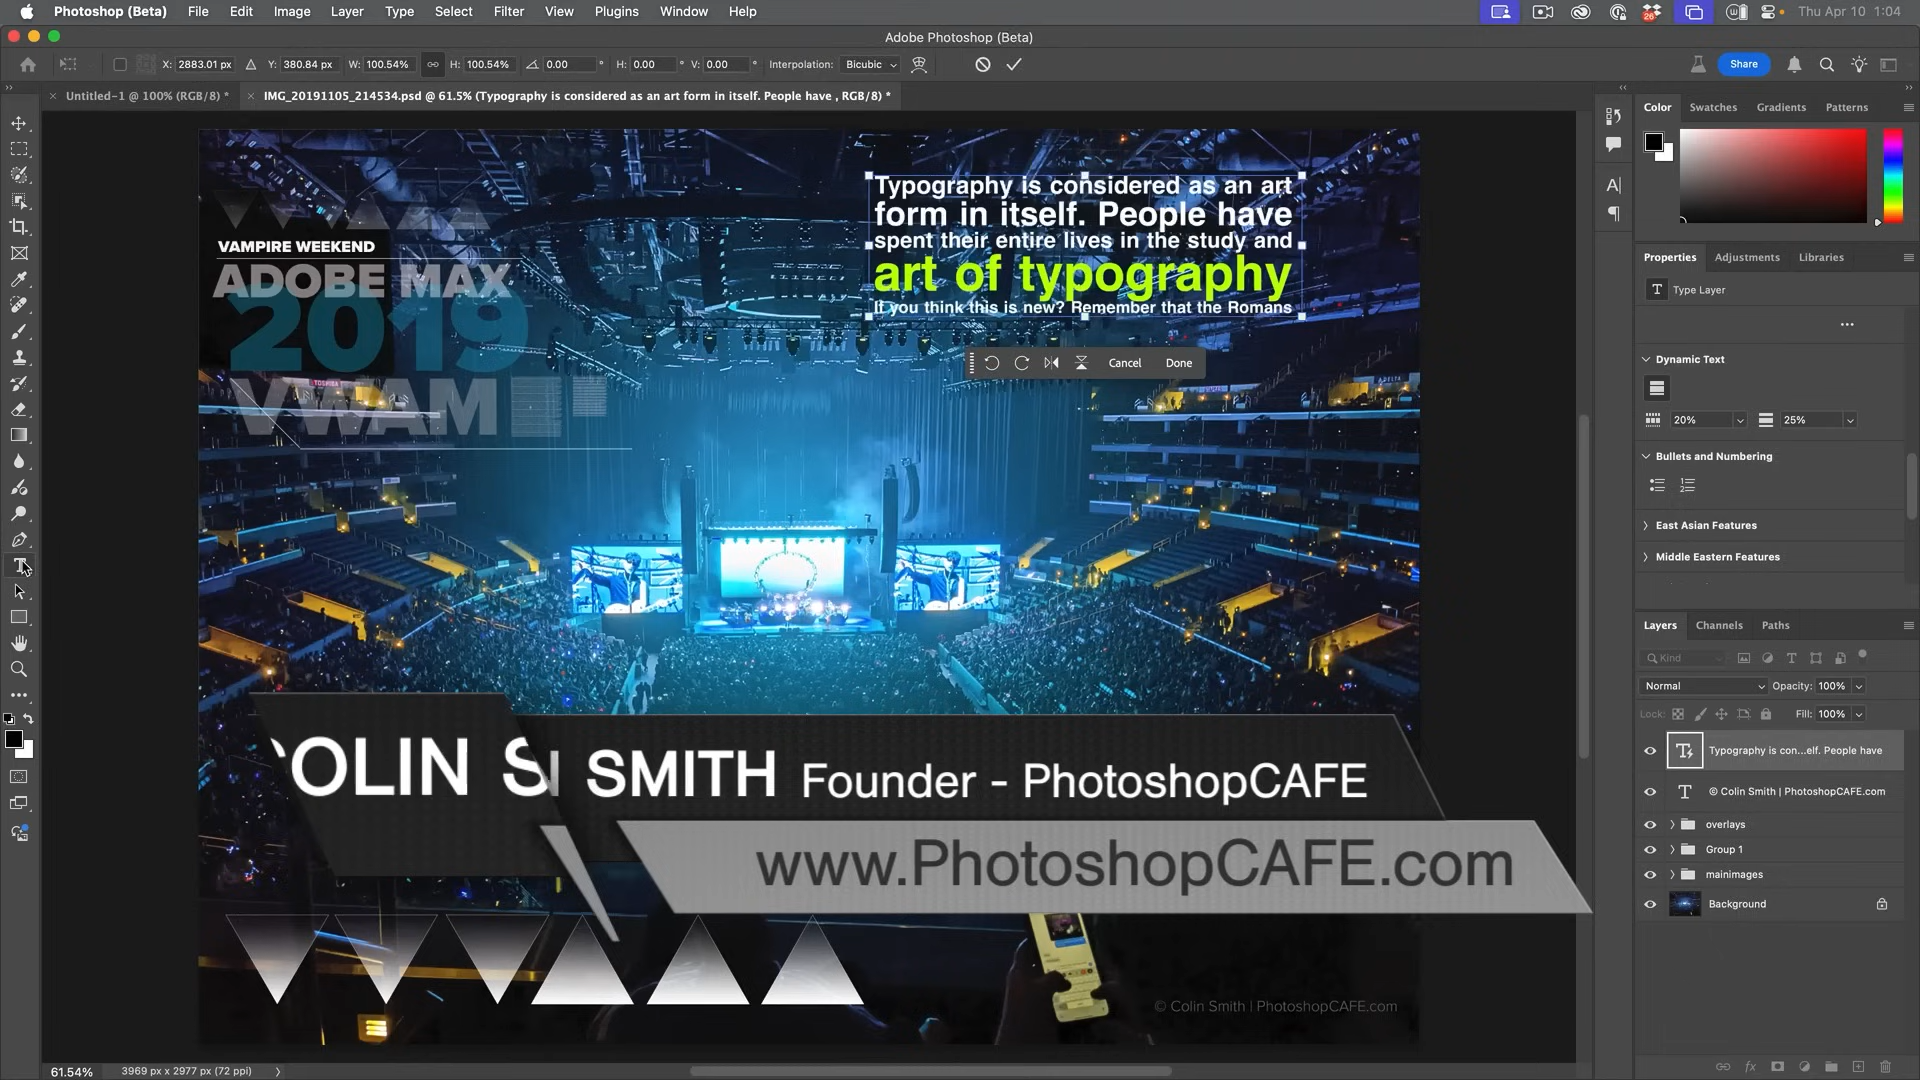 Photoshop (Beta) File Edit Image Layer Type Select Filter View Plugins Window Help Thu Apr 10 1:04
Adobe Photoshop (Beta)
X: 2883.01 px Y: 380.84 px W: 100.54% H: 100.54% 0.00 ° H: 0.00 ° V: 0.00 ° Interpolation: Bicubic Share
Untitled-1 @ 100% (RGB/8) * IMG_20191105_214534.psd @ 61.5% (Typography is considered as an art form in itself. People have , RGB/8) *
Typography is considered as an art
form in itself. People have
spent their entire lives in the study and
art of typography
If you think this is new? Remember that the Romans
Cancel Done
VAMPIRE WEEKEND
ADOBE MAX
2019
VWAM
TOSHIBA
COLIN S
SMITH Founder - PhotoshopCAFE
www.PhotoshopCAFE.com
© Colin Smith | PhotoshopCAFE.com
61.54% 3969 px x 2977 px (72 ppi)
Color Swatches Gradients Patterns
Properties Adjustments Libraries
Type Layer
Dynamic Text
20% 25%
Bullets and Numbering
East Asian Features
Middle Eastern Features
Layers Channels Paths
Kind
Normal Opacity: 100%
Lock: Fill: 100%
Typography is con...elf. People have
© Colin Smith | PhotoshopCAFE.com
overlays
Group 1
mainimages
Background